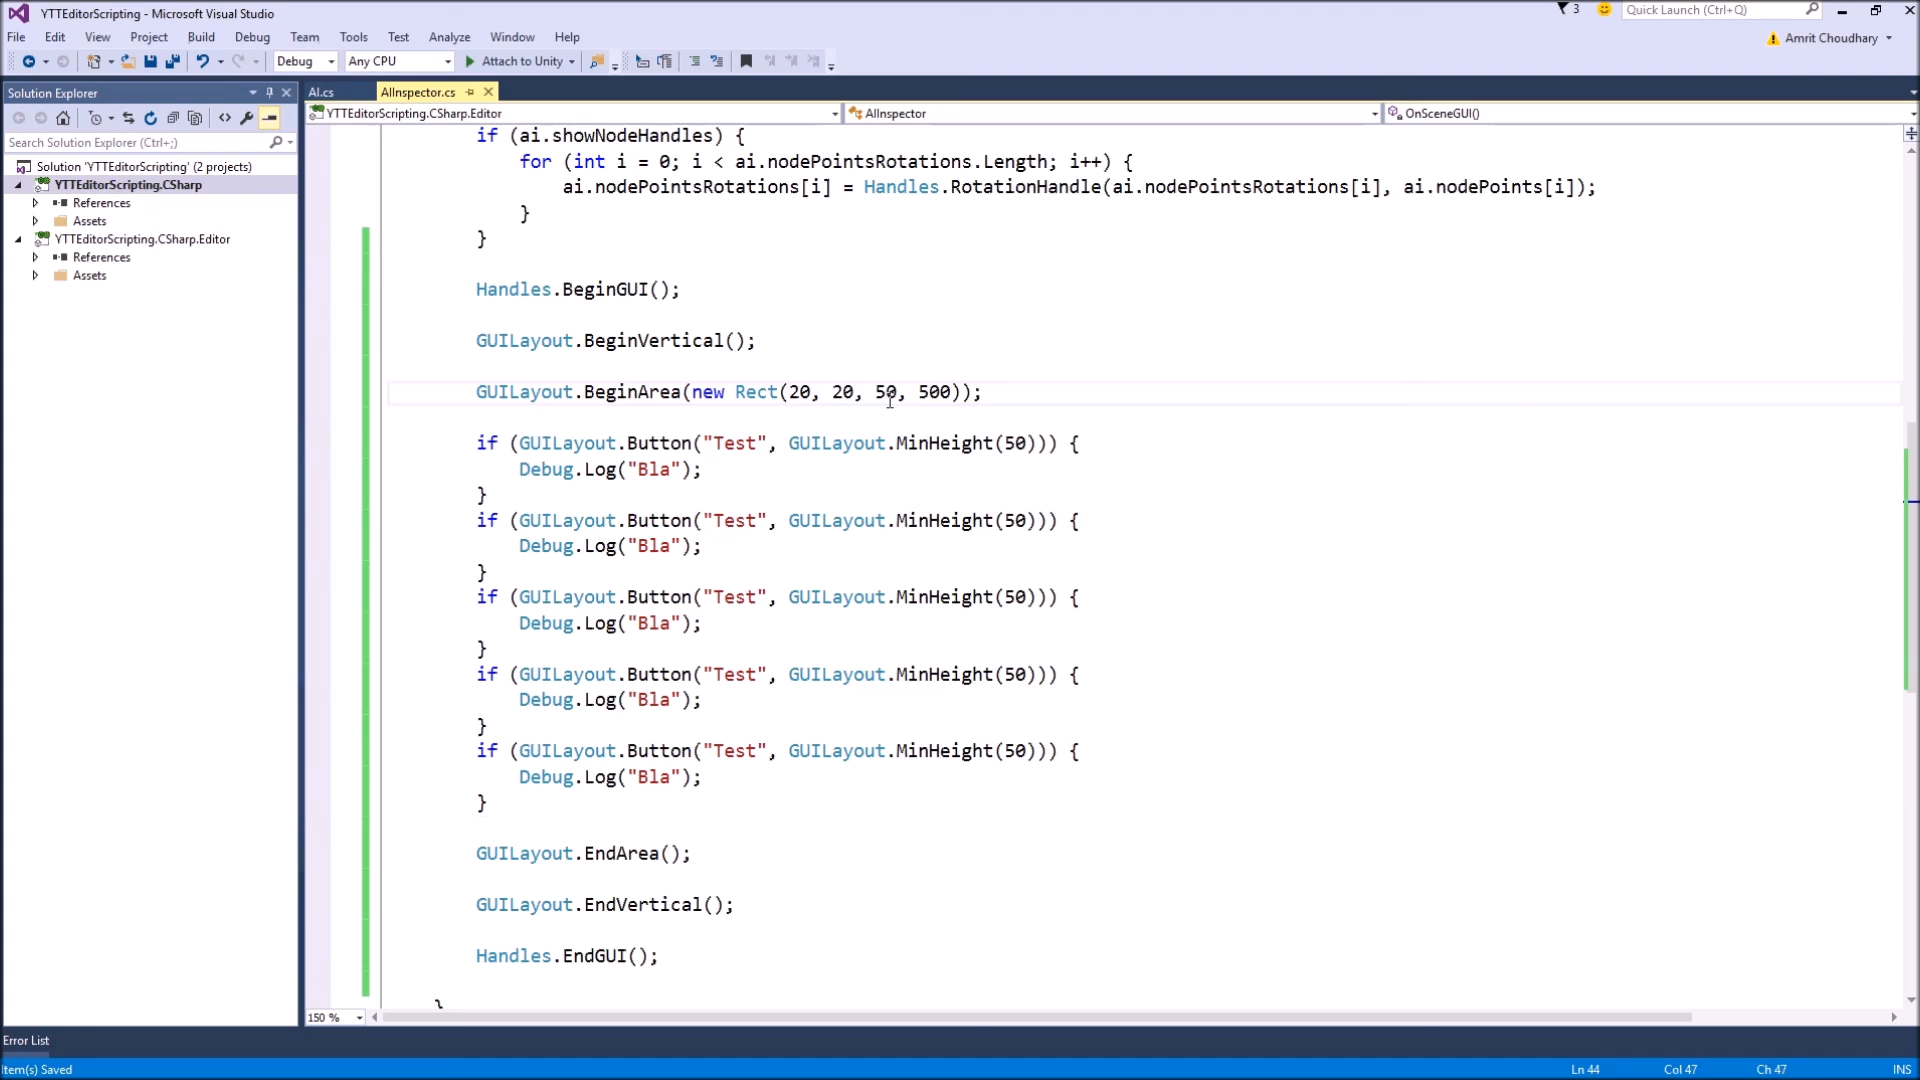 YTTEditorScripting - Microsoft Visual Studio
3
Quick Launch (Ctrl+Q)
File Edit View Project Build Debug Team Tools Test Analyze Window Help
Amrit Choudhary
Debug Any CPU Attach to Unity
Solution Explorer
AI.cs AIInspector.cs
YTTEditorScripting.CSharp.Editor AIInspector OnSceneGUI()
Search Solution Explorer (Ctrl+;)
Solution 'YTTEditorScripting' (2 projects)
YTTEditorScripting.CSharp
References
Assets
YTTEditorScripting.CSharp.Editor
References
Assets
if (ai.showNodeHandles) {
for (int i = 0; i < ai.nodePointsRotations.Length; i++) {
ai.nodePointsRotations[i] = Handles.RotationHandle(ai.nodePointsRotations[i], ai.nodePoints[i]);
}
}
Handles.BeginGUI();
GUILayout.BeginVertical();
GUILayout.BeginArea(new Rect(20, 20, 50, 500));
if (GUILayout.Button("Test", GUILayout.MinHeight(50))) {
Debug.Log("Bla");
}
if (GUILayout.Button("Test", GUILayout.MinHeight(50))) {
Debug.Log("Bla");
}
if (GUILayout.Button("Test", GUILayout.MinHeight(50))) {
Debug.Log("Bla");
}
if (GUILayout.Button("Test", GUILayout.MinHeight(50))) {
Debug.Log("Bla");
}
if (GUILayout.Button("Test", GUILayout.MinHeight(50))) {
Debug.Log("Bla");
}
GUILayout.EndArea();
GUILayout.EndVertical();
Handles.EndGUI();
}
150 %
Error List
Item(s) Saved Ln 44 Col 47 Ch 47 INS